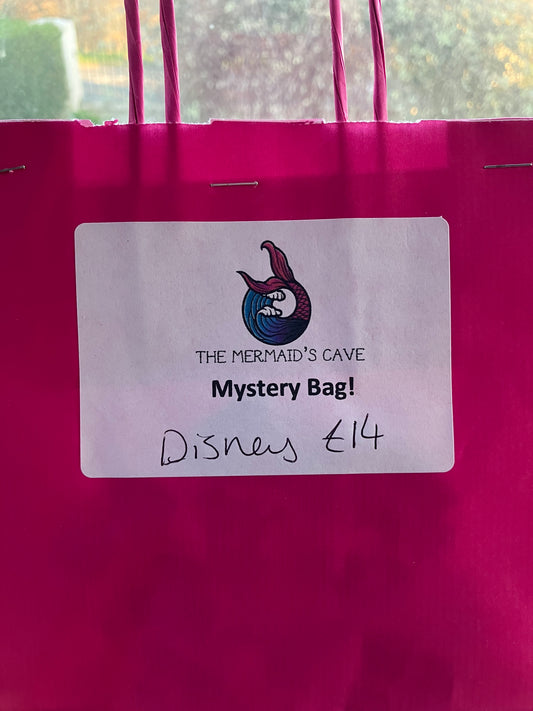 THE MERMAID'S CAVE
Mystery Bag!
Disney £14